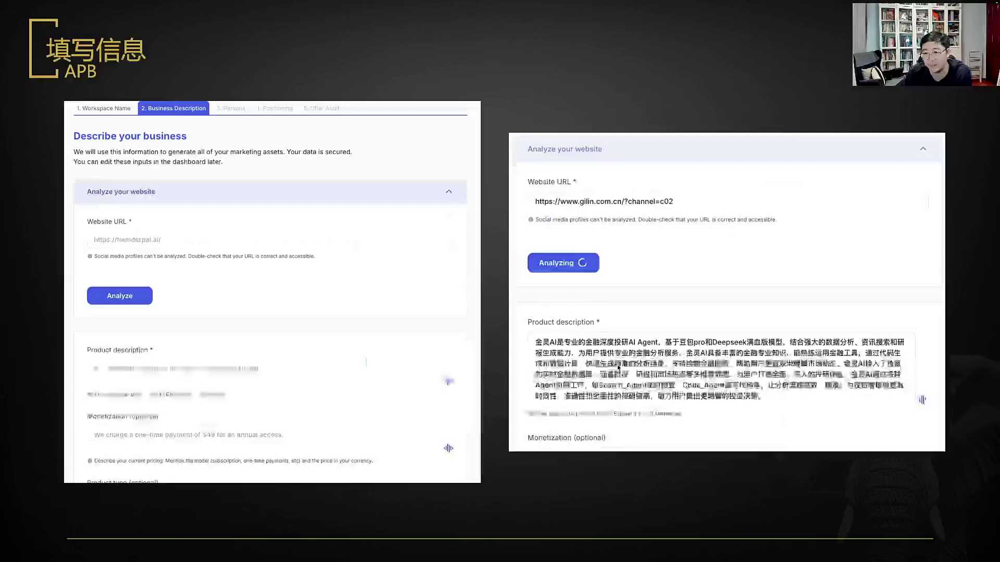 填写信息
APB
1. Workspace Name
2. Business Description
3. Persona
Positioning
5. Offer Audit
Describe your business
We will use this information to generate all of your marketing assets. Your data is secured.
You can edit these inputs in the dashboard later.
Analyze your website
Website URL *
https://founderpal.ai/
Social media profiles can't be analyzed. Double-check that your URL is correct and accessible.
Analyze
Product description *
Monetization (optional)
We charge a one-time payment of $49 for an annual access.
Describe your current pricing: Mention the model (subscription, one-time payments, etc) and the price in your currency.
Product type (optional)
Analyze your website
Website URL *
https://www.gilin.com.cn/?channel=c02
Social media profiles can't be analyzed. Double-check that your URL is correct and accessible.
Analyzing
Product description *
金灵AI是专业的金融深度投研AI Agent，基于豆包pro和Deepseek满血版模型，结合强大的数据分析、资讯搜索和研
报生成能力，为用户提供专业的金融分析服务。金灵AI具备丰富的金融专业知识，能熟练运用金融工具，通过代码生
Monetization (optional)